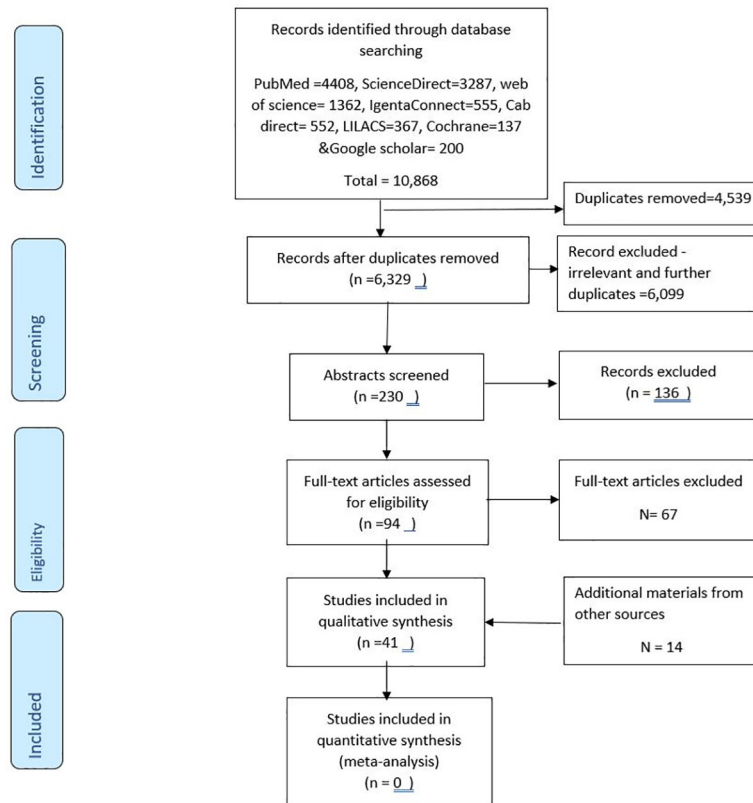 Identification
Records identified through database
searching
PubMed =4408, ScienceDirect=3287, web
of science= 1362, IgentaConnect=555, Cab
direct= 552, LILACS=367, Cochrane=137
&Google scholar= 200
Total = 10,868
Duplicates removed=4,539
Screening
Records after duplicates removed
(n =6,329 _)
Record excluded -
irrelevant and further
duplicates =6,099
Abstracts screened
(n =230 _)
Records excluded
(n = 136 )
Eligibility
Full-text articles assessed
for eligibility
(n =94 _)
Full-text articles excluded
N= 67
Studies included in
qualitative synthesis
(n =41 _)
Additional materials from
other sources
N = 14
Included
Studies included in
quantitative synthesis
(meta-analysis)
(n = 0 )